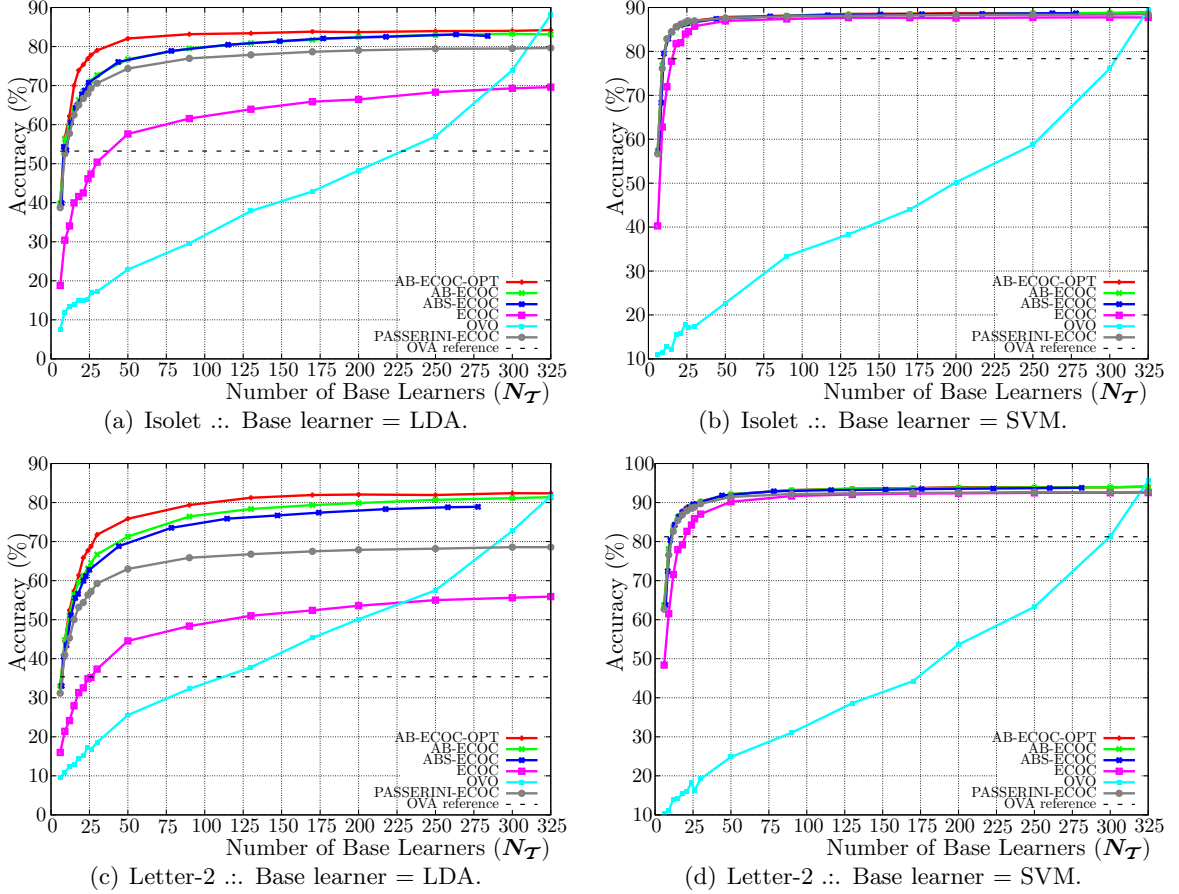 90
80
70
60
50
40
30
20
10
0
Accuracy (%)
AB-ECOC-OPT
AB-ECOC
ABS-ECOC
ECOC
OVO
PASSERINI-ECOC
OVA reference
0 25 50 75 100 125 150 175 200 225 250 275 300 325
Number of Base Learners (N_T)
(a) Isolet .:. Base learner = LDA.
90
80
70
60
50
40
30
20
10
Accuracy (%)
AB-ECOC-OPT
AB-ECOC
ABS-ECOC
ECOC
OVO
PASSERINI-ECOC
OVA reference
0 25 50 75 100 125 150 175 200 225 250 275 300 325
Number of Base Learners (N_T)
(b) Isolet .:. Base learner = SVM.
90
80
70
60
50
40
30
20
10
0
Accuracy (%)
AB-ECOC-OPT
AB-ECOC
ABS-ECOC
ECOC
OVO
PASSERINI-ECOC
OVA reference
0 25 50 75 100 125 150 175 200 225 250 275 300 325
Number of Base Learners (N_T)
(c) Letter-2 .:. Base learner = LDA.
100
90
80
70
60
50
40
30
20
10
Accuracy (%)
AB-ECOC-OPT
AB-ECOC
ABS-ECOC
ECOC
OVO
PASSERINI-ECOC
OVA reference
0 25 50 75 100 125 150 175 200 225 250 275 300 325
Number of Base Learners (N_T)
(d) Letter-2 .:. Base learner = SVM.